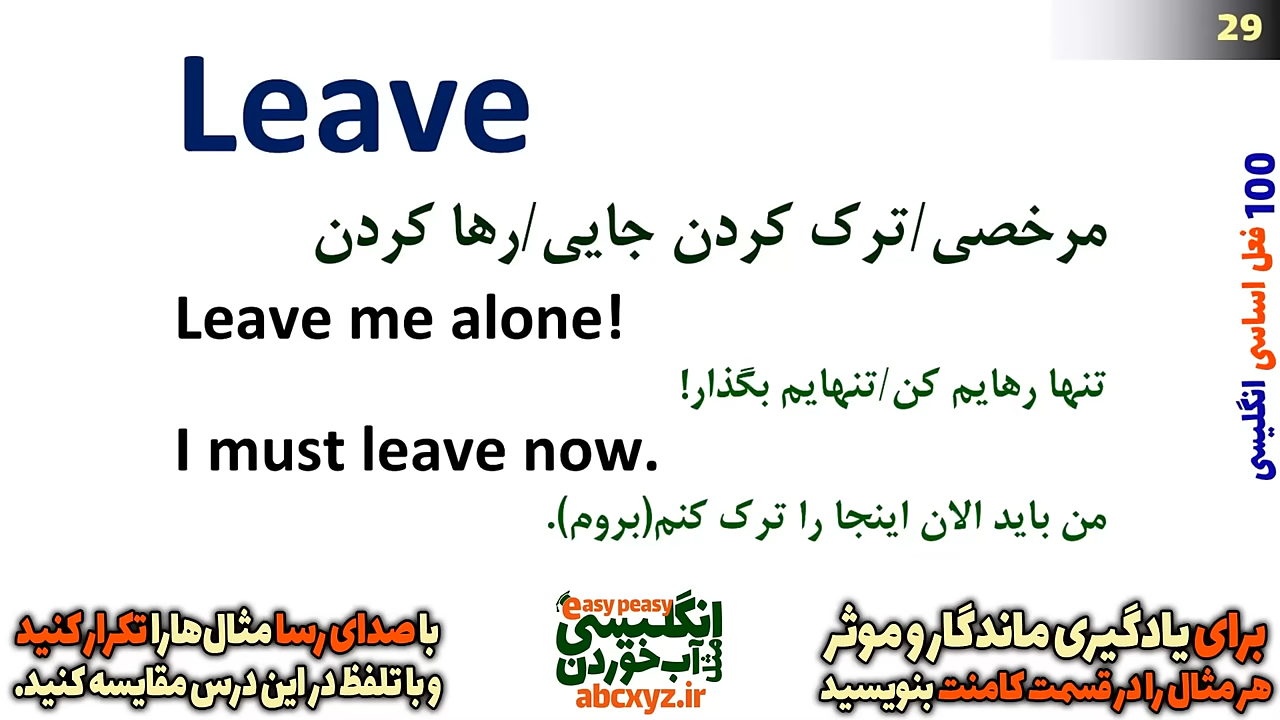 29
Leave
مرخصی/ترک کردن جایی/رها کردن
Leave me alone!
تنها رهایم کن/تنهایم بگذار!
I must leave now.
من باید الان اینجا را ترک کنم(بروم).
100 فعل اساسی انگلیسی
برای یادگیری ماندگار و موثر
هر مثال را در قسمت کامنت بنویسید
easy peasy
انگلیسی
مثل آب خوردن
abcxyz.ir
با صدای رسا مثال‌ها را تکرار کنید
و با تلفظ در این درس مقایسه کنید.